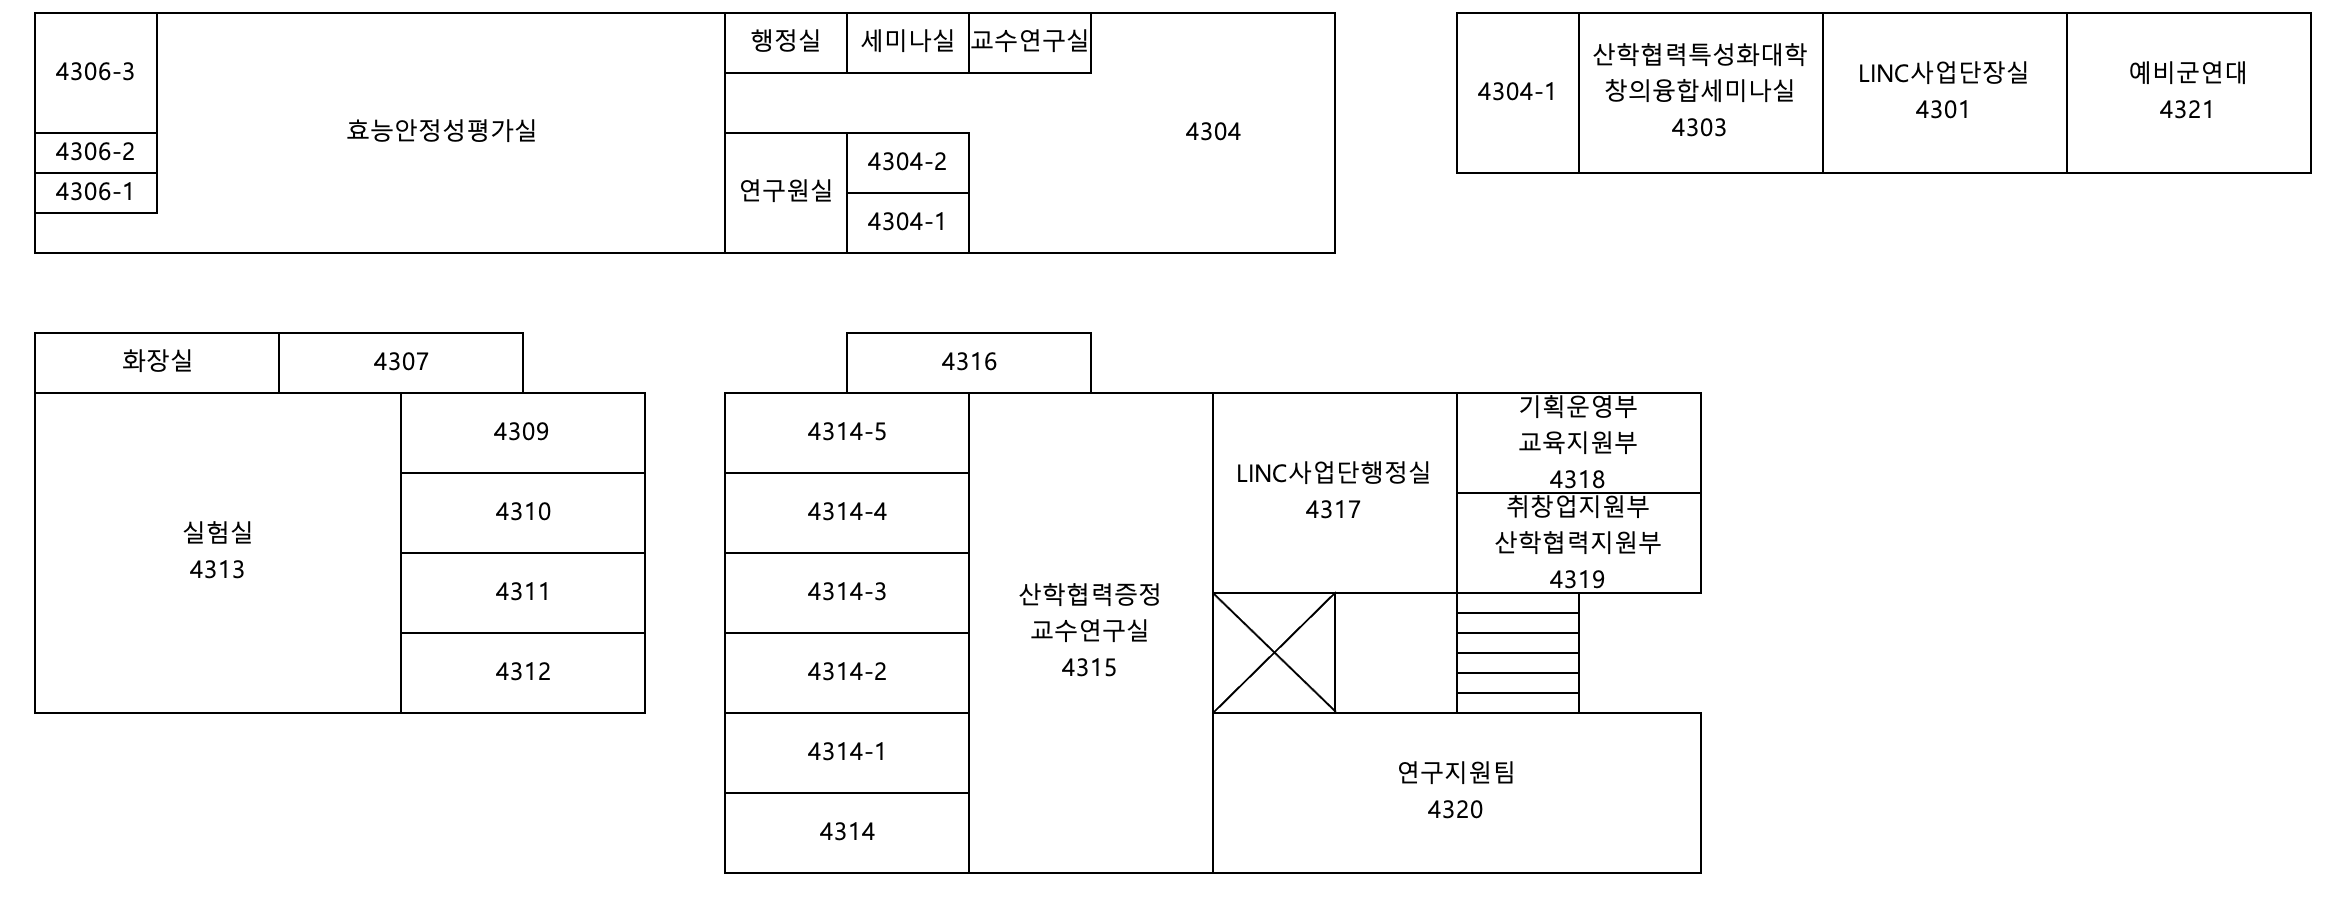 4306-3
4306-2
4306-1
효능안정성평가실
행정실
세미나실
교수연구실
연구원실
4304-2
4304-1
4304
4304-1
산학협력특성화대학
창의융합세미나실
4303
LINC사업단장실
4301
예비군연대
4321
화장실
4307
실험실
4313
4309
4310
4311
4312
4316
4314-5
4314-4
4314-3
4314-2
4314-1
4314
산학협력증정
교수연구실
4315
LINC사업단행정실
4317
기획운영부
교육지원부
4318
취창업지원부
산학협력지원부
4319
연구지원팀
4320